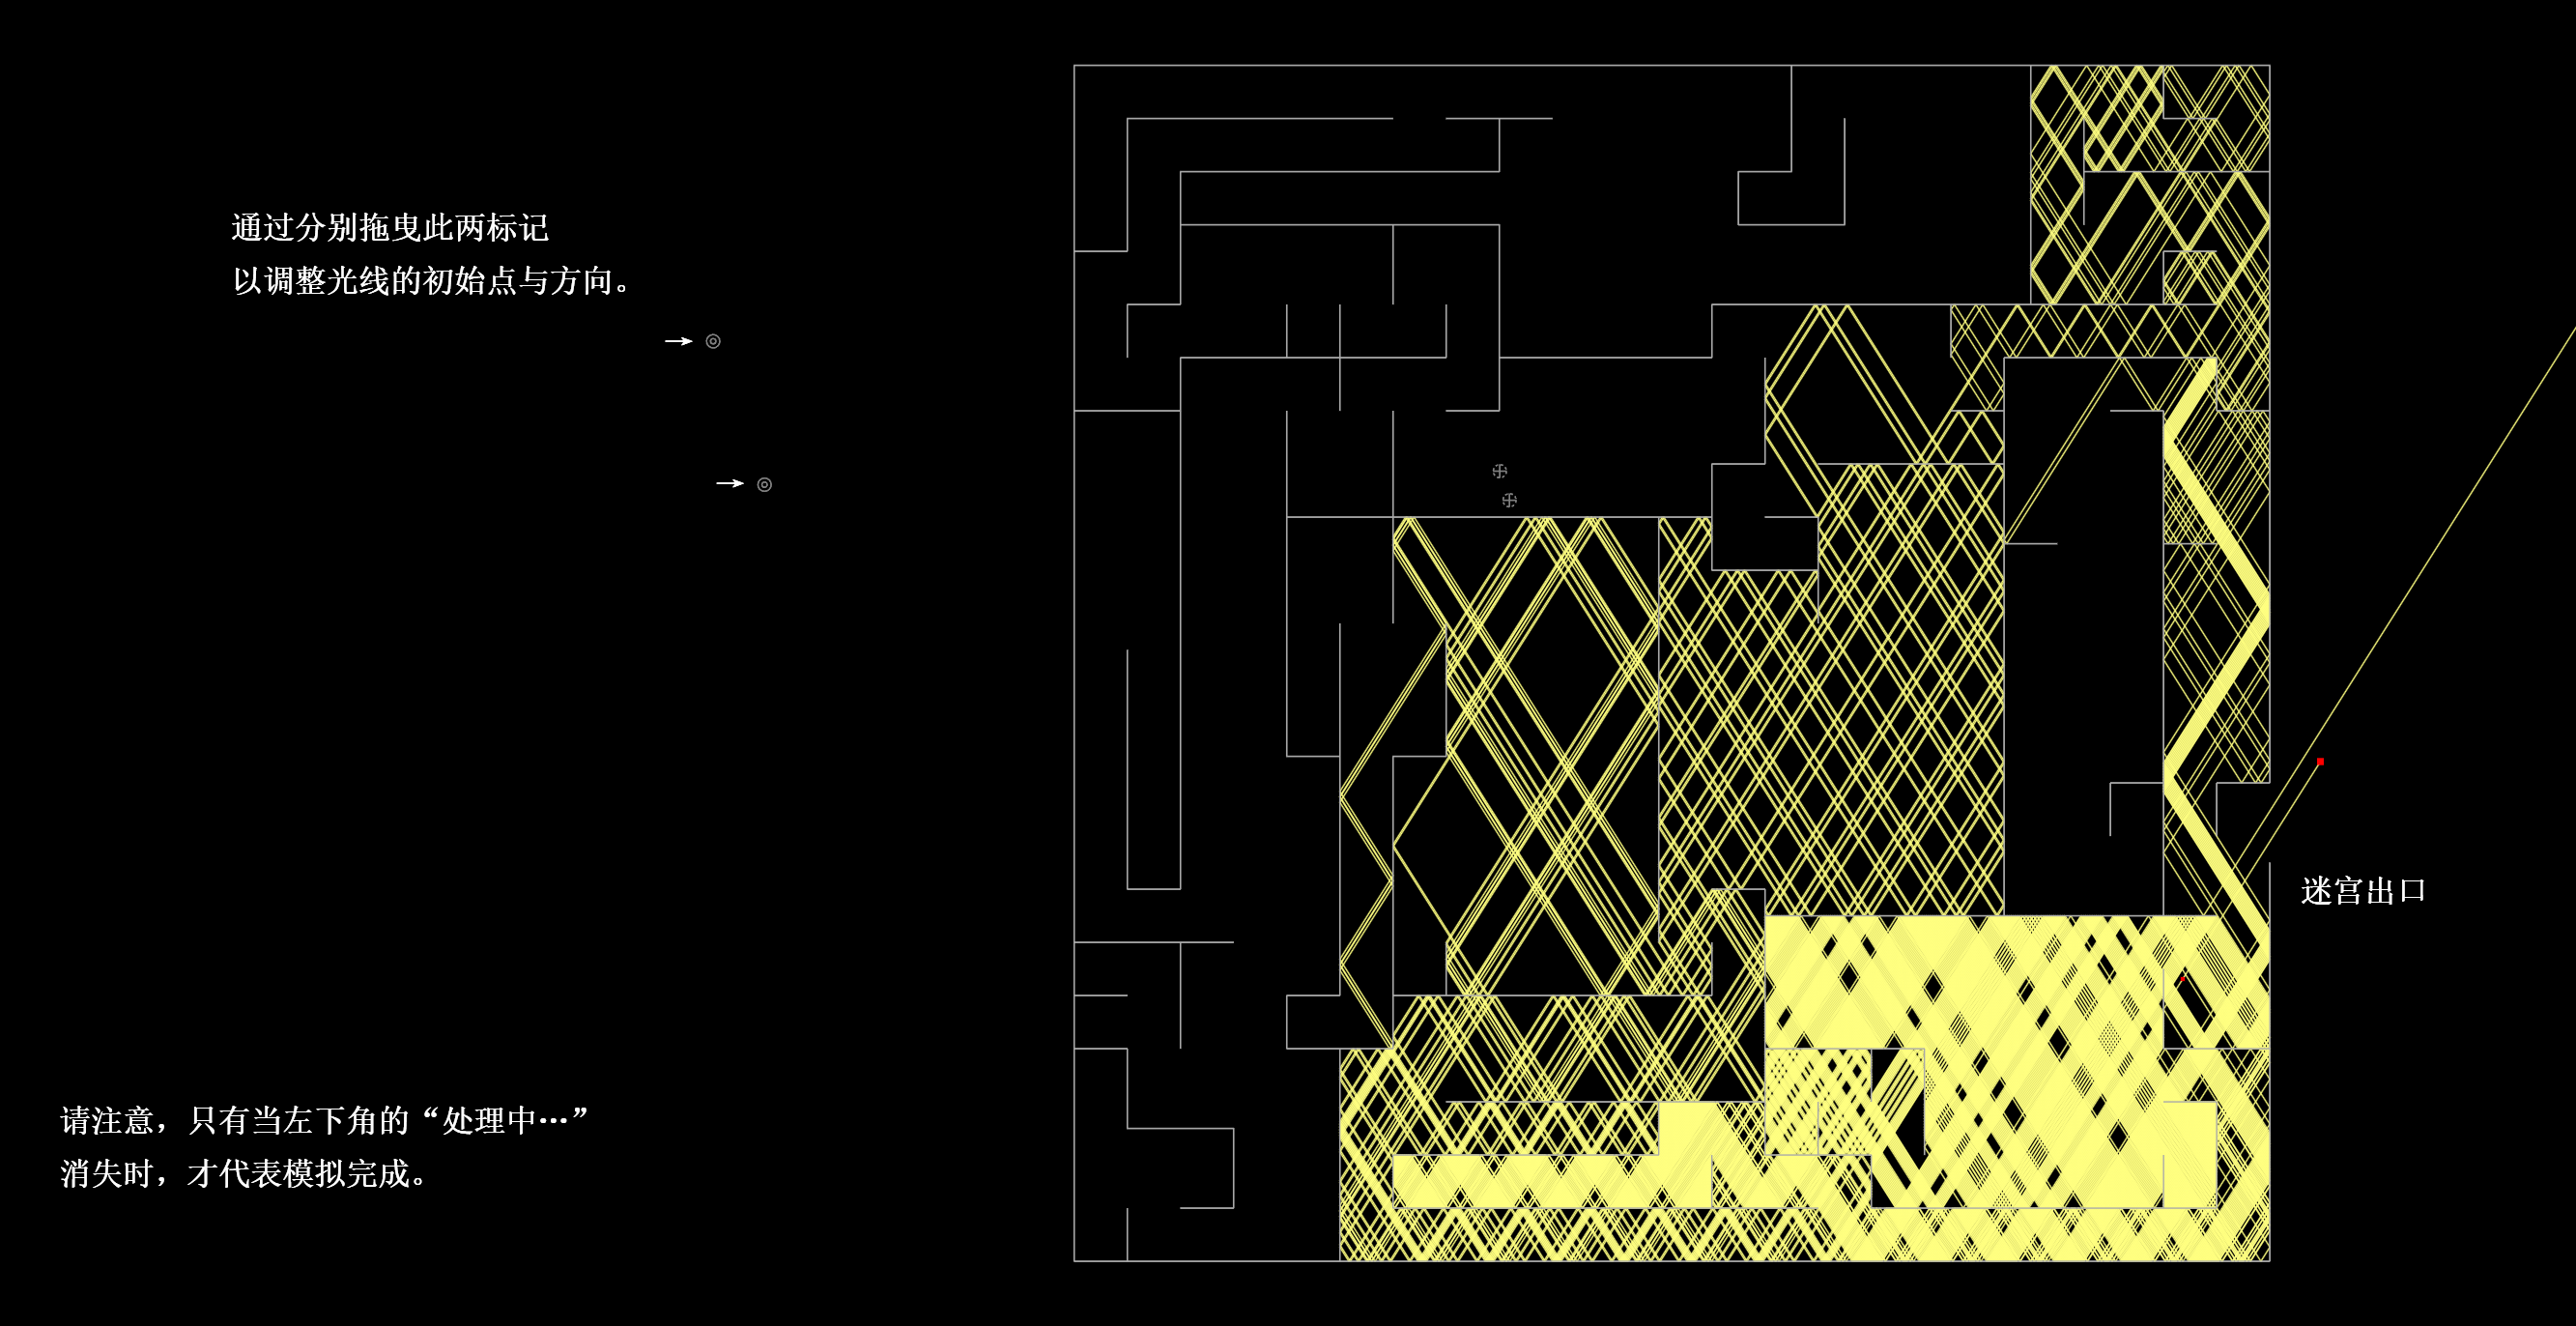 通过分别拖曳此两标记
以调整光线的初始点与方向。
迷宫出口
请注意，只有当左下角的“处理中…”
消失时，才代表模拟完成。